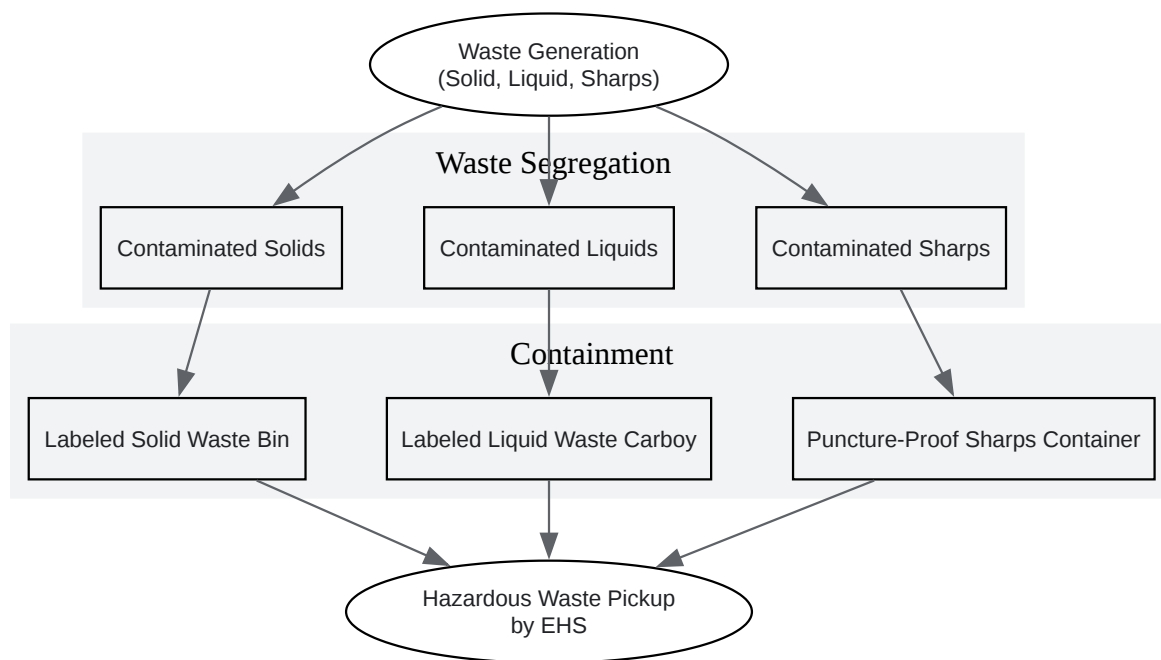 Waste Generation
(Solid, Liquid, Sharps)
Waste Segregation
Contaminated Solids
Contaminated Liquids
Contaminated Sharps
Containment
Labeled Solid Waste Bin
Labeled Liquid Waste Carboy
Puncture-Proof Sharps Container
Hazardous Waste Pickup
by EHS